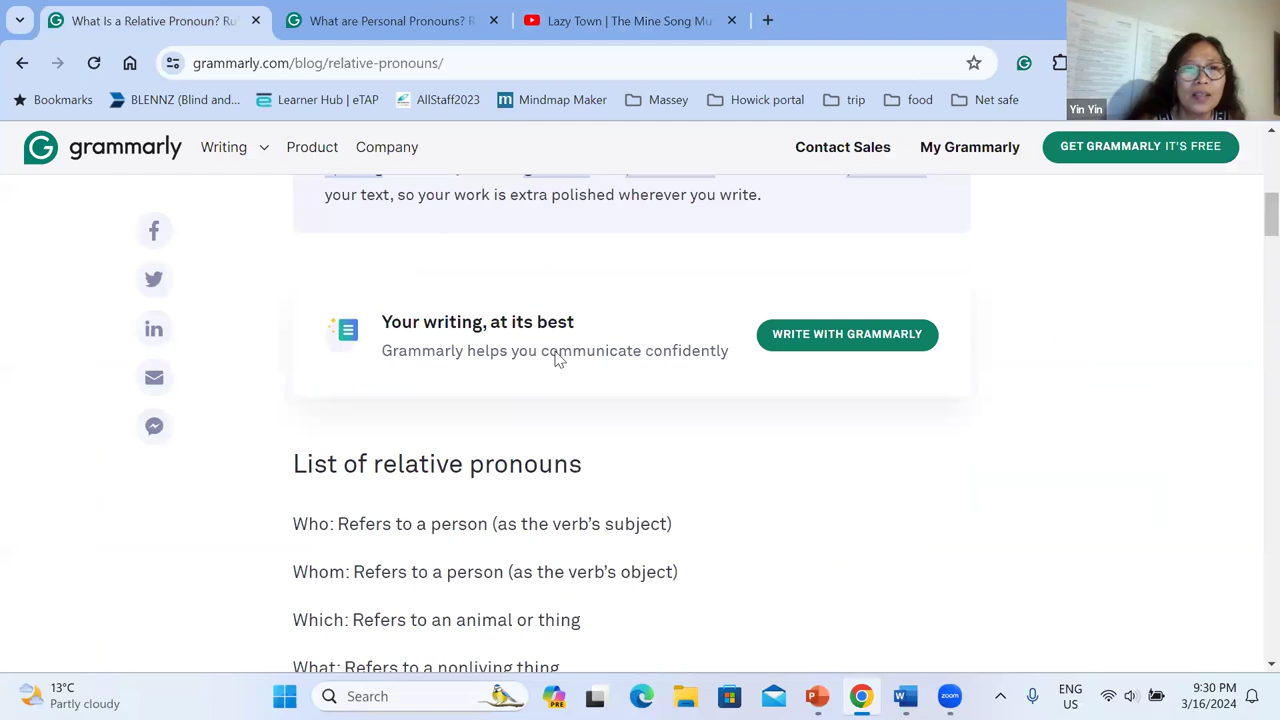 What Is a Relative Pronoun? Ru
What are Personal Pronouns? R
Lazy Town | The Mine Song Mu
grammarly.com/blog/relative-pronouns/
Yin Yin
Bookmarks
BLENNZ (Blind and...
Learner Hub | eTAP
AllStaff2023
Mindmap Maker
Massey
Howick portal
trip
food
Net safe
grammarly
Writing
Product
Company
Contact Sales
My Grammarly
GET GRAMMARLY IT'S FREE
your text, so your work is extra polished wherever you write.
Your writing, at its best
Grammarly helps you communicate confidently
WRITE WITH GRAMMARLY
List of relative pronouns
Who: Refers to a person (as the verb's subject)
Whom: Refers to a person (as the verb's object)
Which: Refers to an animal or thing
What: Refers to a nonliving thing
13°C
Partly cloudy
Search
ENG
US
9:30 PM
3/16/2024